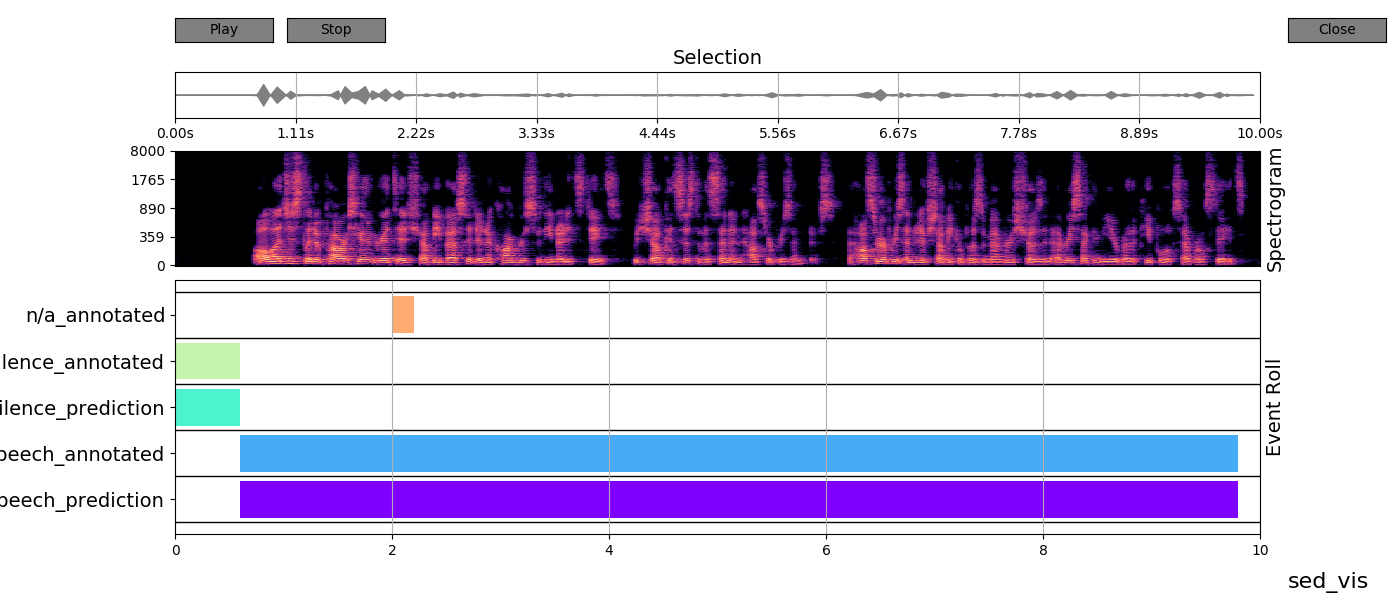 Play
Stop
Close
Selection
0.00s 1.11s 2.22s 3.33s 4.44s 5.56s 6.67s 7.78s 8.89s 10.00s
8000
1765
890
359
0
Spectrogram
n/a_annotated
lence_annotated
ilence_prediction
peech_annotated
peech_prediction
Event Roll
0 2 4 6 8 10
sed_vis